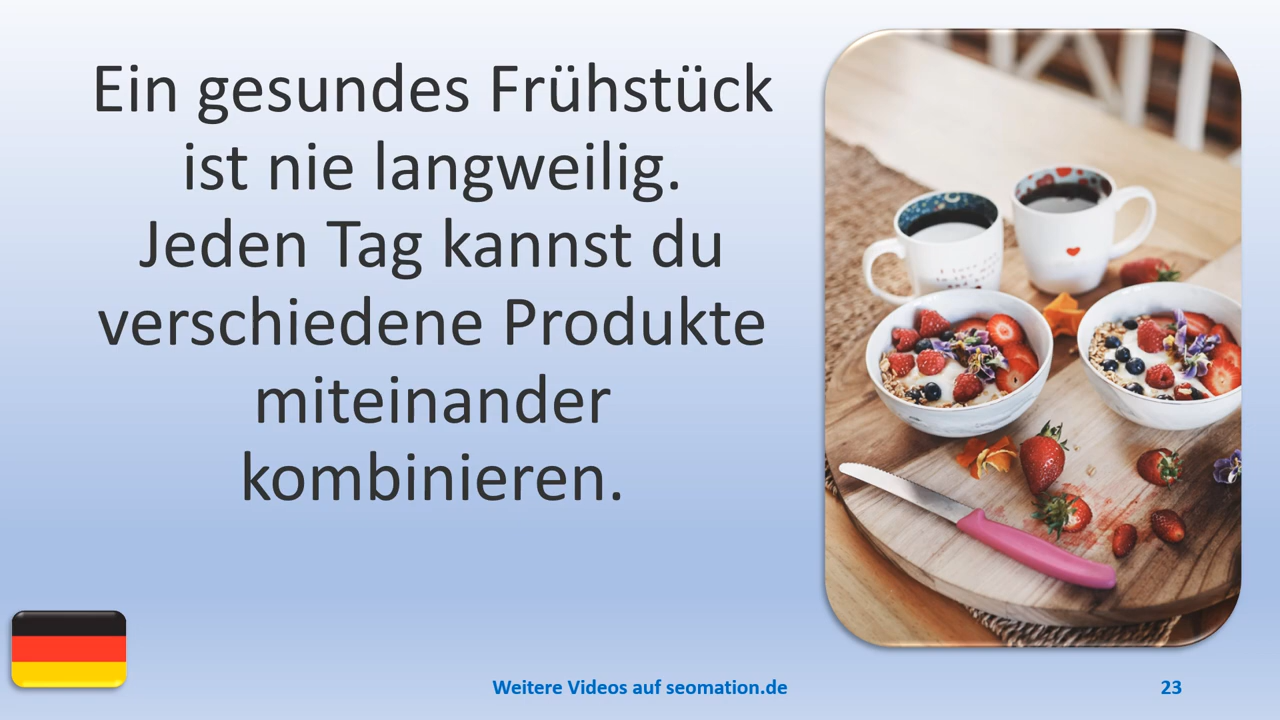 Ein gesundes Frühstück
ist nie langweilig.
Jeden Tag kannst du
verschiedene Produkte
miteinander
kombinieren.
Weitere Videos auf seomation.de
23